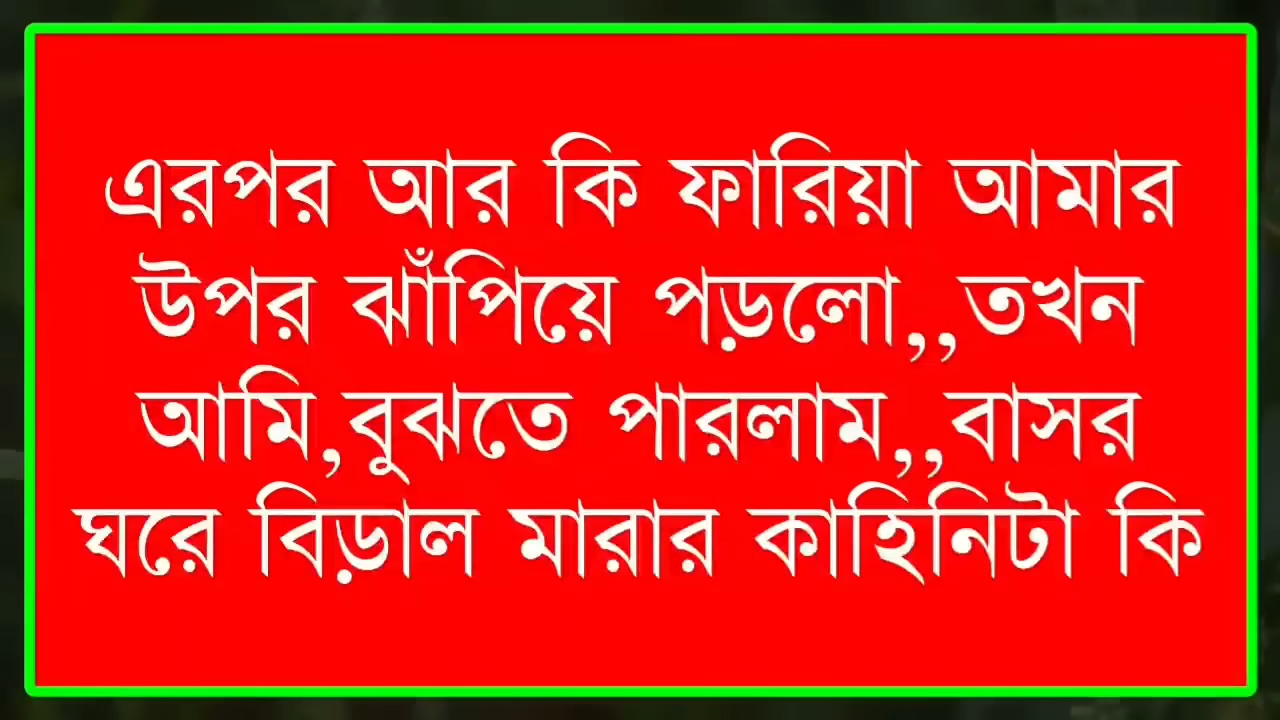 এরপর আর কি ফারিয়া আমার
উপর ঝাঁপিয়ে পড়লো,,তখন
আমি,বুঝতে পারলাম,,বাসর
ঘরে বিড়াল মারার কাহিনিটা কি